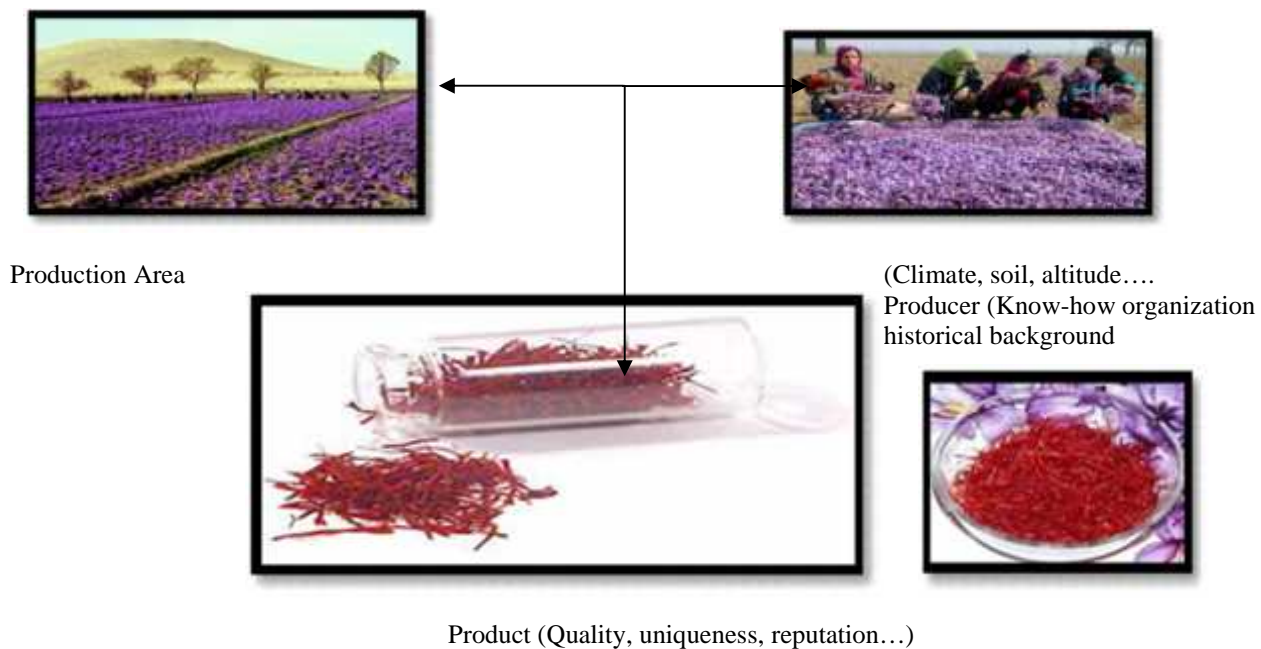 Production Area
(Climate, soil, altitude….
Producer (Know-how organization
historical background
Product (Quality, uniqueness, reputation…)